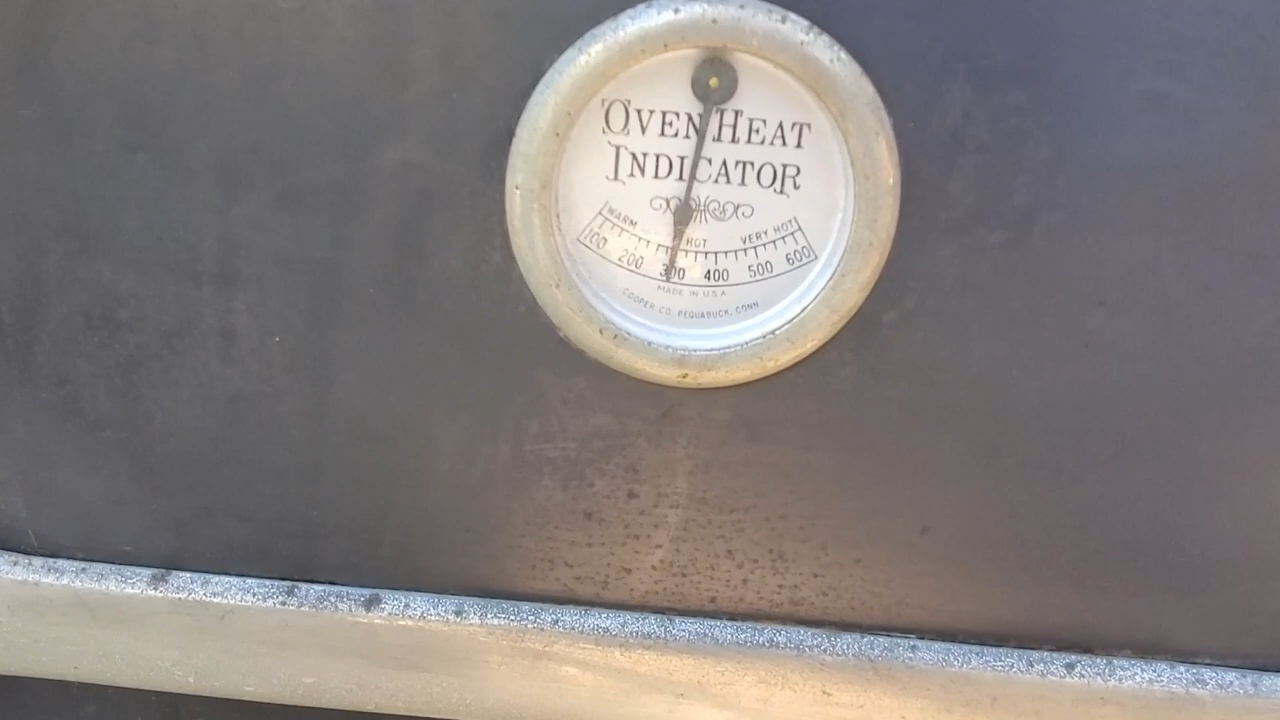 OVEN HEAT
INDICATOR
WARM HOT VERY HOT
100 200 300 400 500 600
MADE IN U.S.A.
COOPER CO. PEQUABUCK, CONN